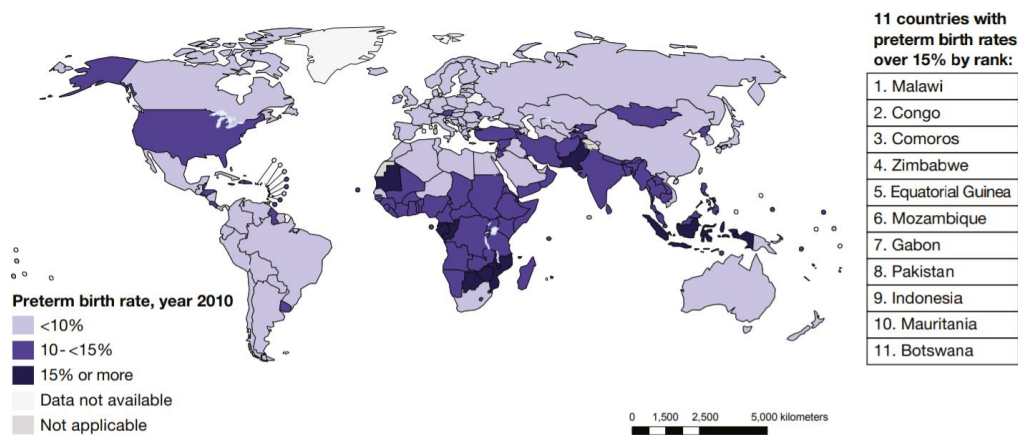 11 countries with
preterm birth rates
over 15% by rank:
1. Malawi
2. Congo
3. Comoros
4. Zimbabwe
5. Equatorial Guinea
6. Mozambique
7. Gabon
8. Pakistan
9. Indonesia
10. Mauritania
11. Botswana
Preterm birth rate, year 2010
<10%
10-<15%
15% or more
Data not available
Not applicable
0 1,500 2,500 5,000 kilometers